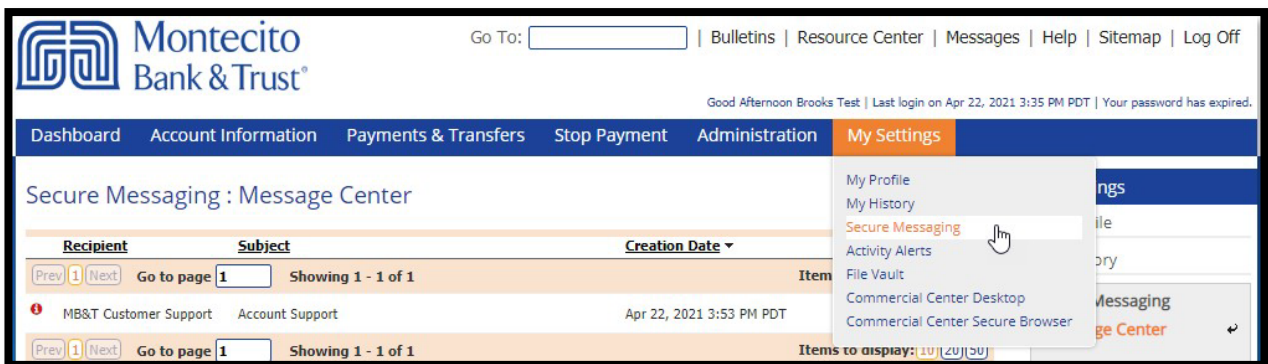 Montecito
Bank & Trust®
Go To: | Bulletins | Resource Center | Messages | Help | Sitemap | Log Off
Good Afternoon Brooks Test | Last login on Apr 22, 2021 3:35 PM PDT | Your password has expired.
Dashboard Account Information Payments & Transfers Stop Payment Administration My Settings
Secure Messaging : Message Center
My Profile
My History
Secure Messaging
Activity Alerts
File Vault
Commercial Center Desktop
Commercial Center Secure Browser
Recipient Subject Creation Date
Prev 1 Next Go to page 1 Showing 1 - 1 of 1 Item
MB&T Customer Support Account Support Apr 22, 2021 3:53 PM PDT
Prev 1 Next Go to page 1 Showing 1 - 1 of 1 Items to display: 10 20 50
ngs
ile
ory
Messaging
ge Center